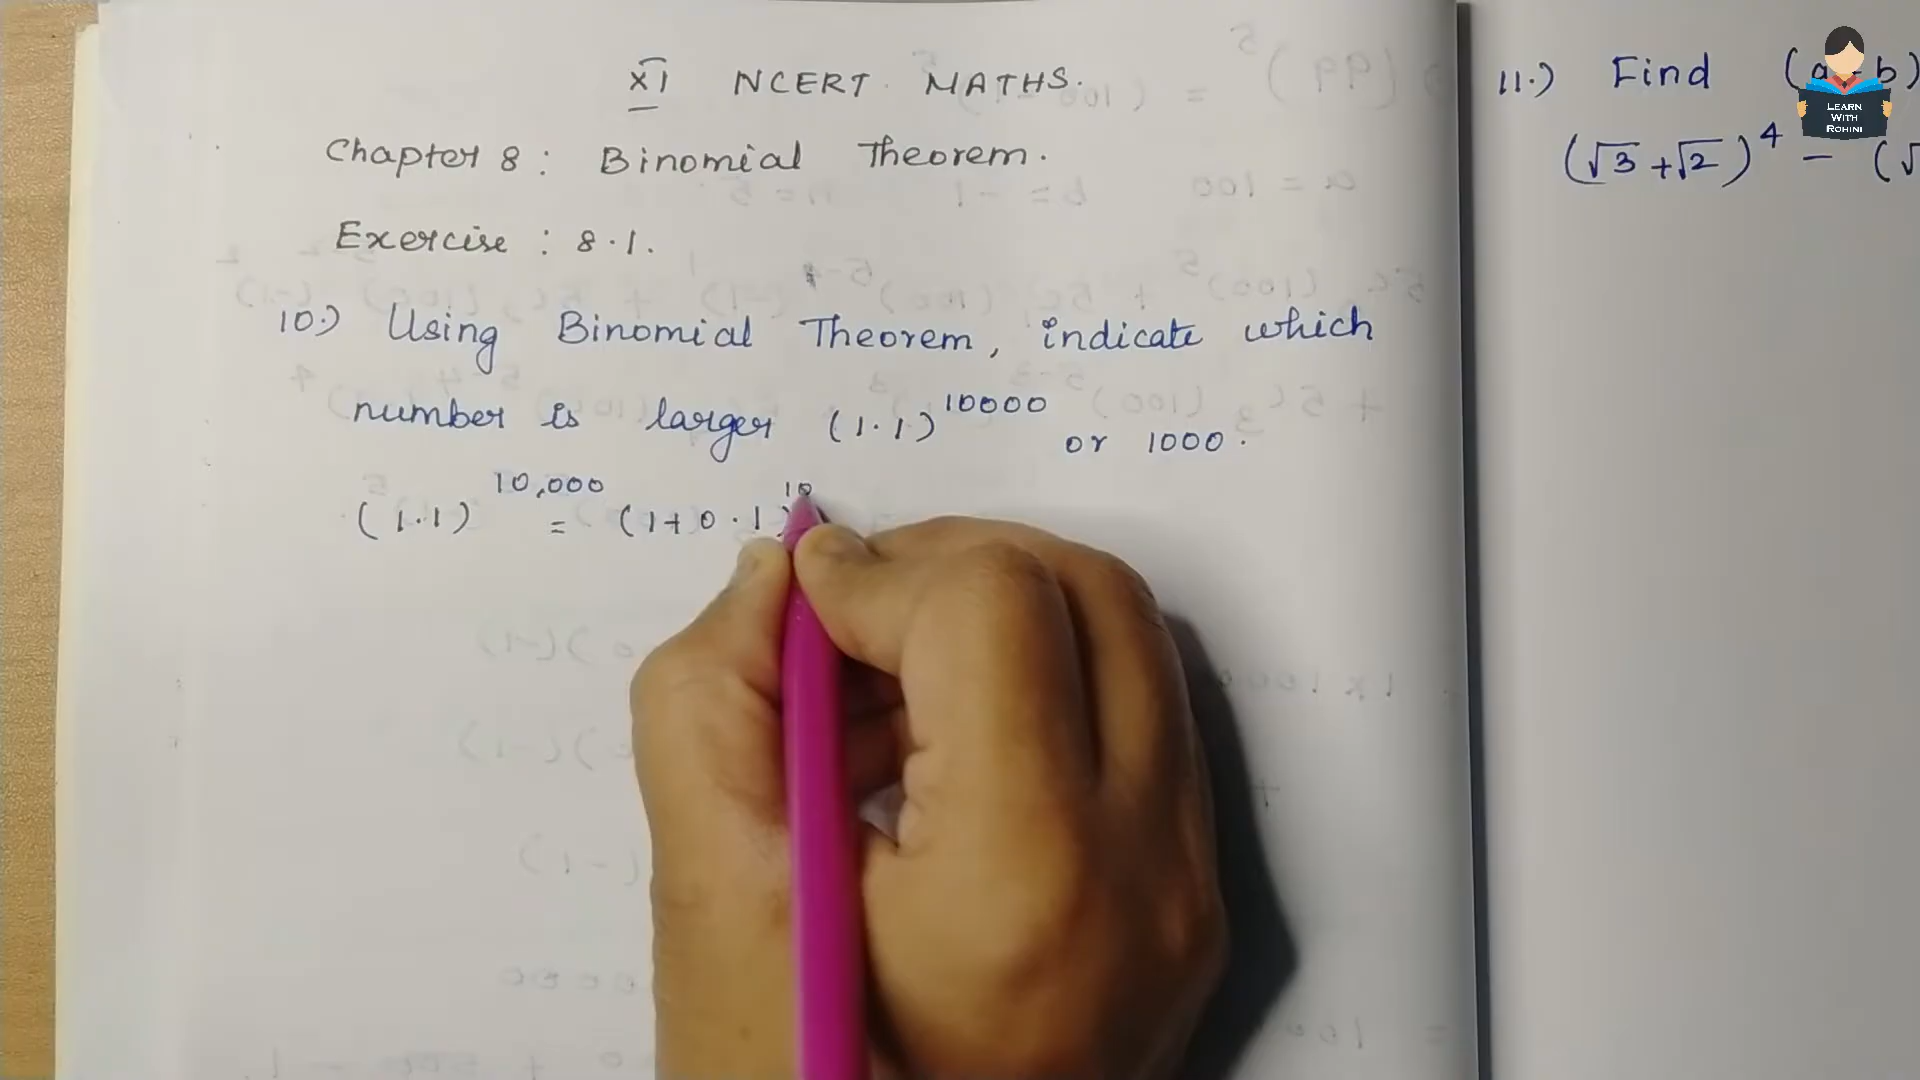 XI NCERT MATHS.
Chapter 8 : Binomial Theorem.
Exercise : 8.1.
10.) Using Binomial Theorem, indicate which
number is larger (1.1)^10000 or 1000.
(1.1)^10,000 = (1+0.1)^10
11.) Find (a+b)
(√3+√2)^4 - (√
LEARN
WITH
ROHINI